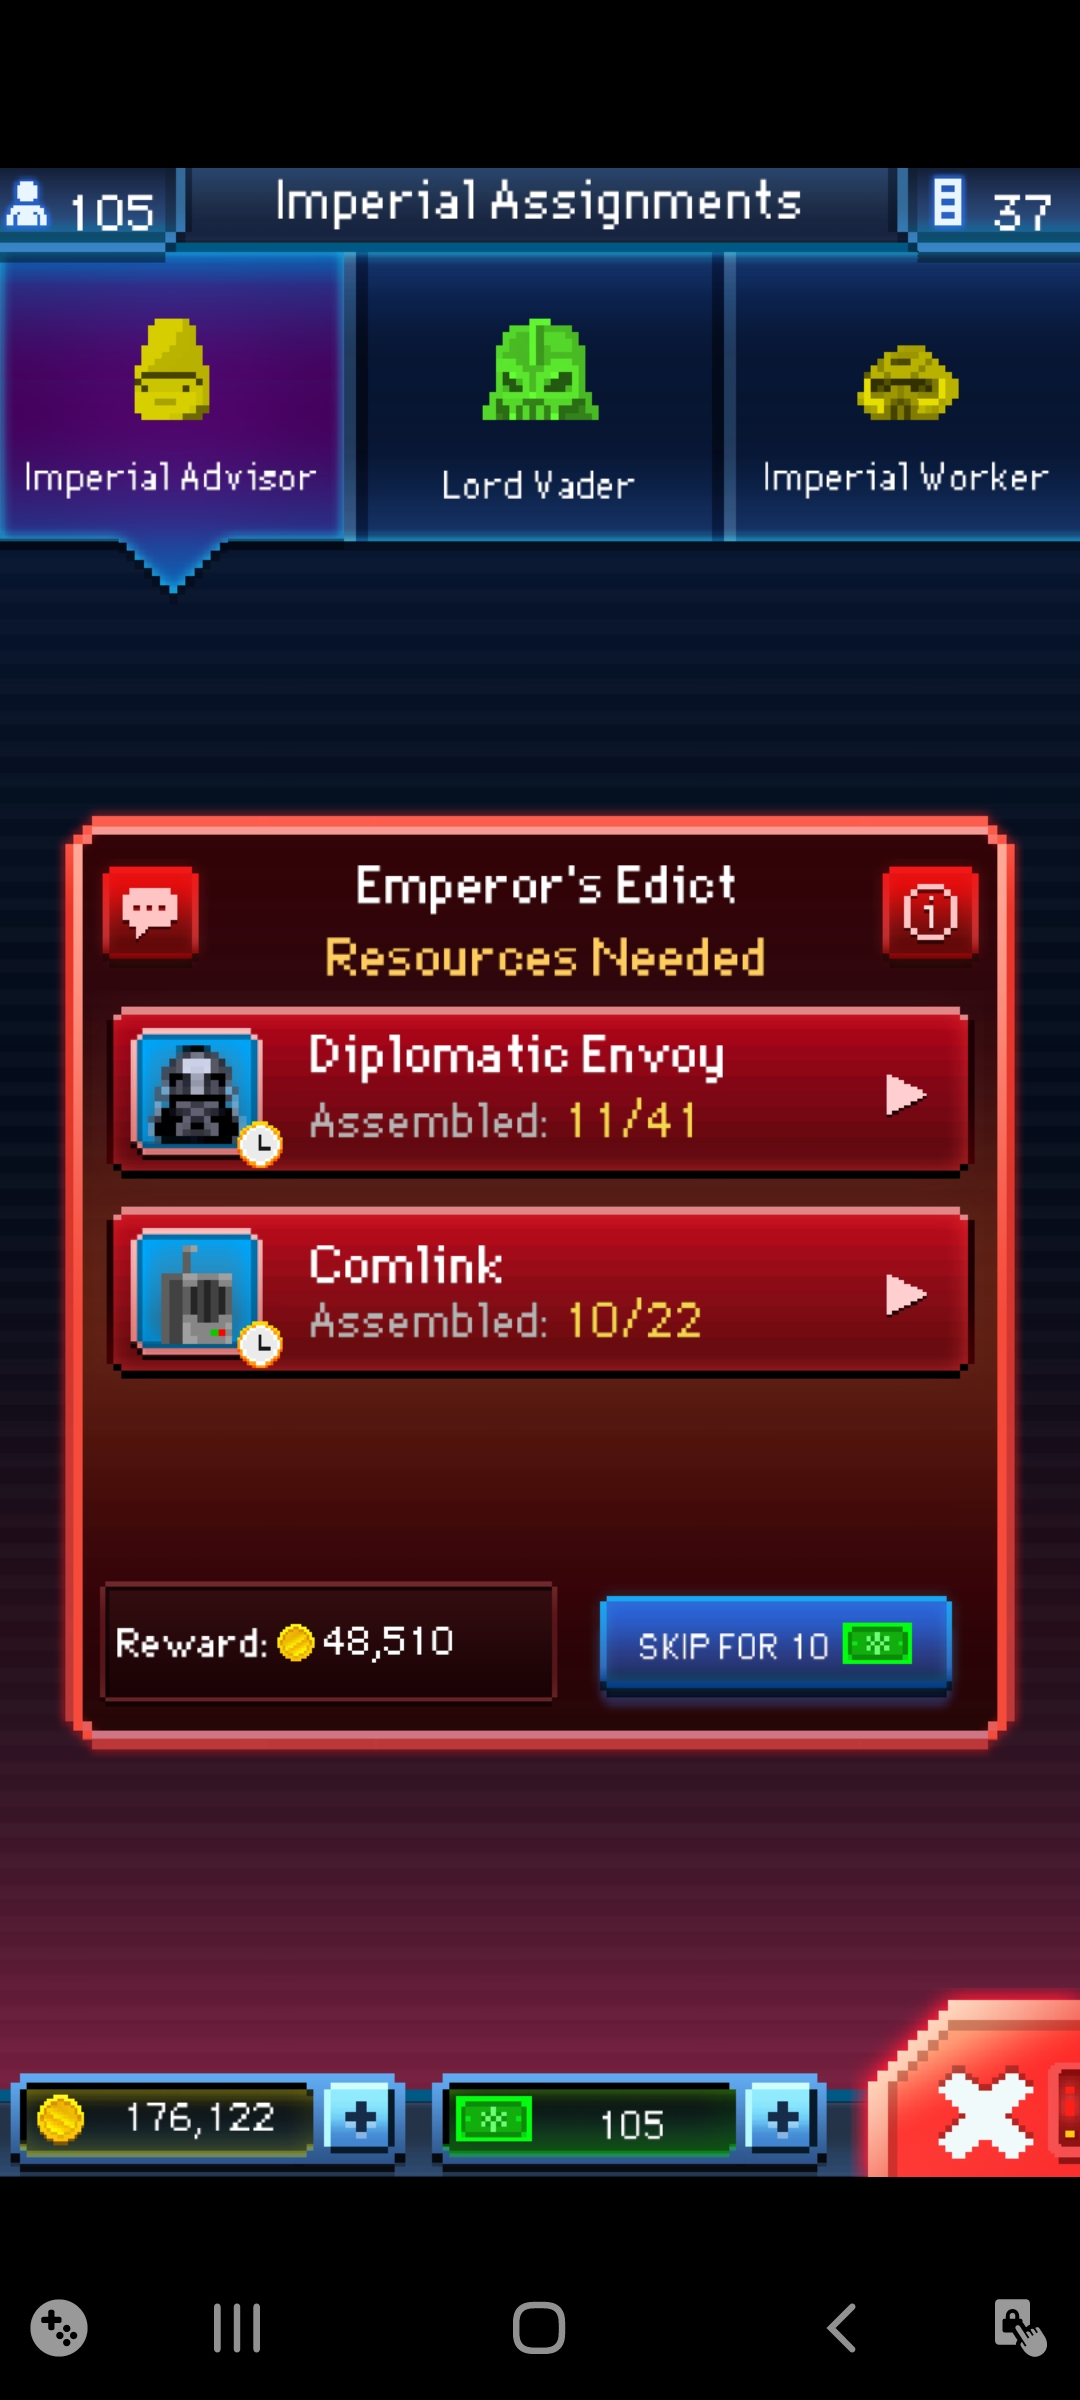 105
Imperial Assignments
37
Imperial Advisor
Lord Vader
Imperial Worker
Emperor's Edict
Resources Needed
Diplomatic Envoy
Assembled: 11/41
Comlink
Assembled: 10/22
Reward: 48,510
SKIP FOR 10
176,122
105